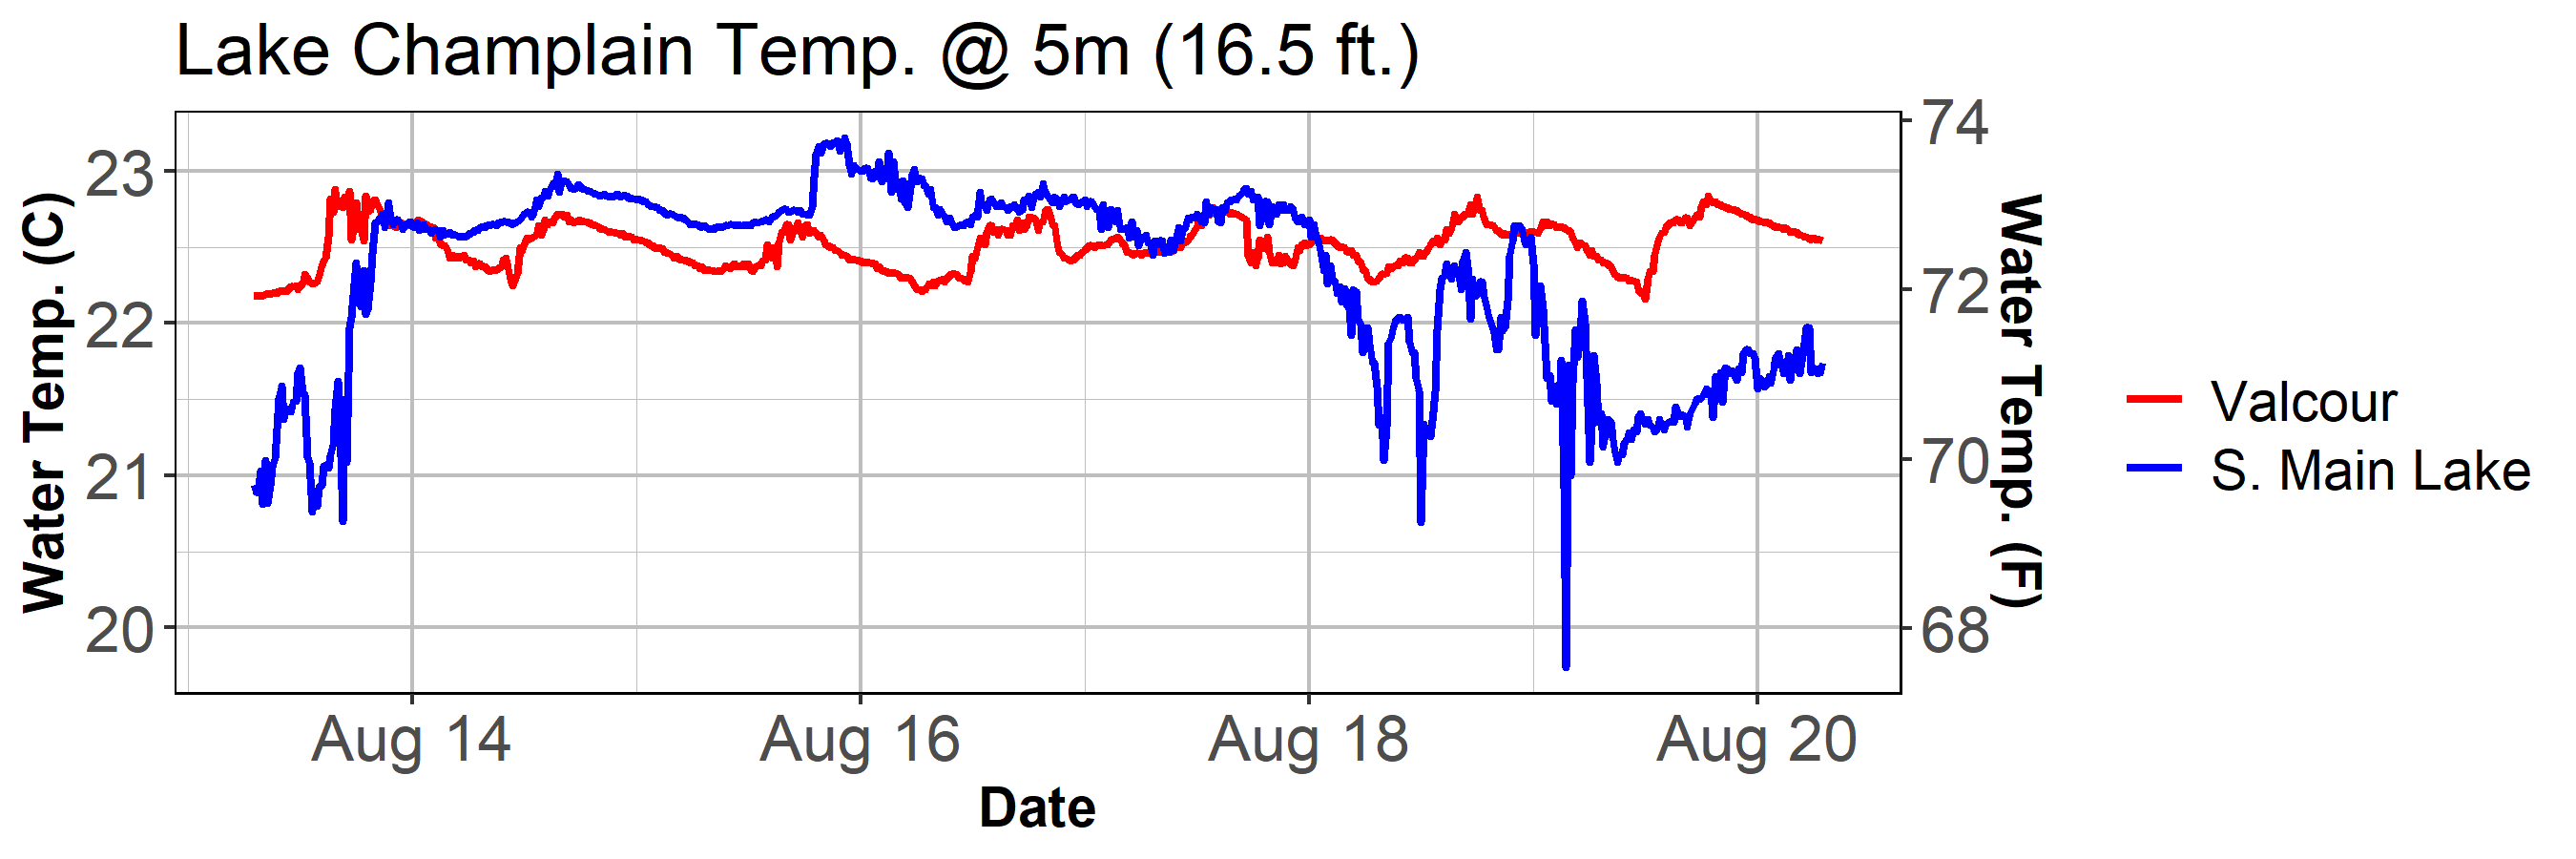 Lake Champlain Temp. @ 5m (16.5 ft.)
Water Temp. (C)
23
22
21
20
74
72
70
68
Water Temp. (F)
Aug 14
Aug 16
Aug 18
Aug 20
Date
Valcour
S. Main Lake